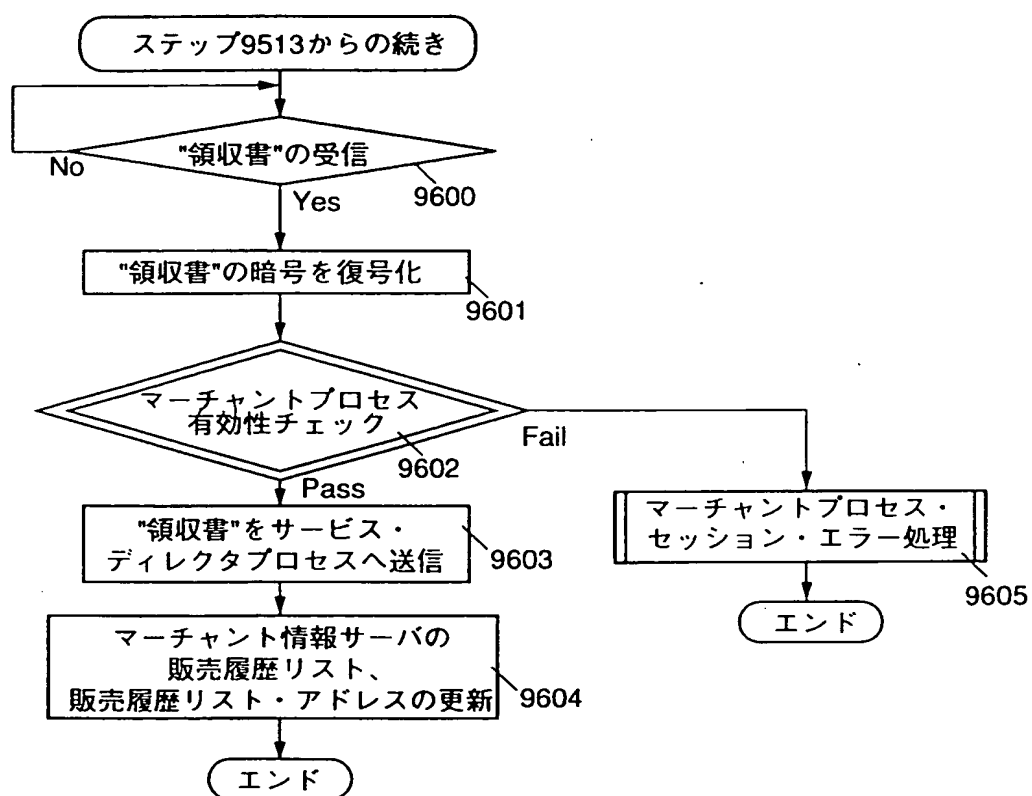 ステップ9513からの続き
"領収書"の受信
No
9600
Yes
"領収書"の暗号を復号化
9601
マーチャントプロセス
有効性チェック
9602
Fail
Pass
"領収書"をサービス・
ディレクタプロセスへ送信
9603
マーチャントプロセス・
セッション・エラー処理
9605
エンド
マーチャント情報サーバの
販売履歴リスト、
販売履歴リスト・アドレスの更新
9604
エンド